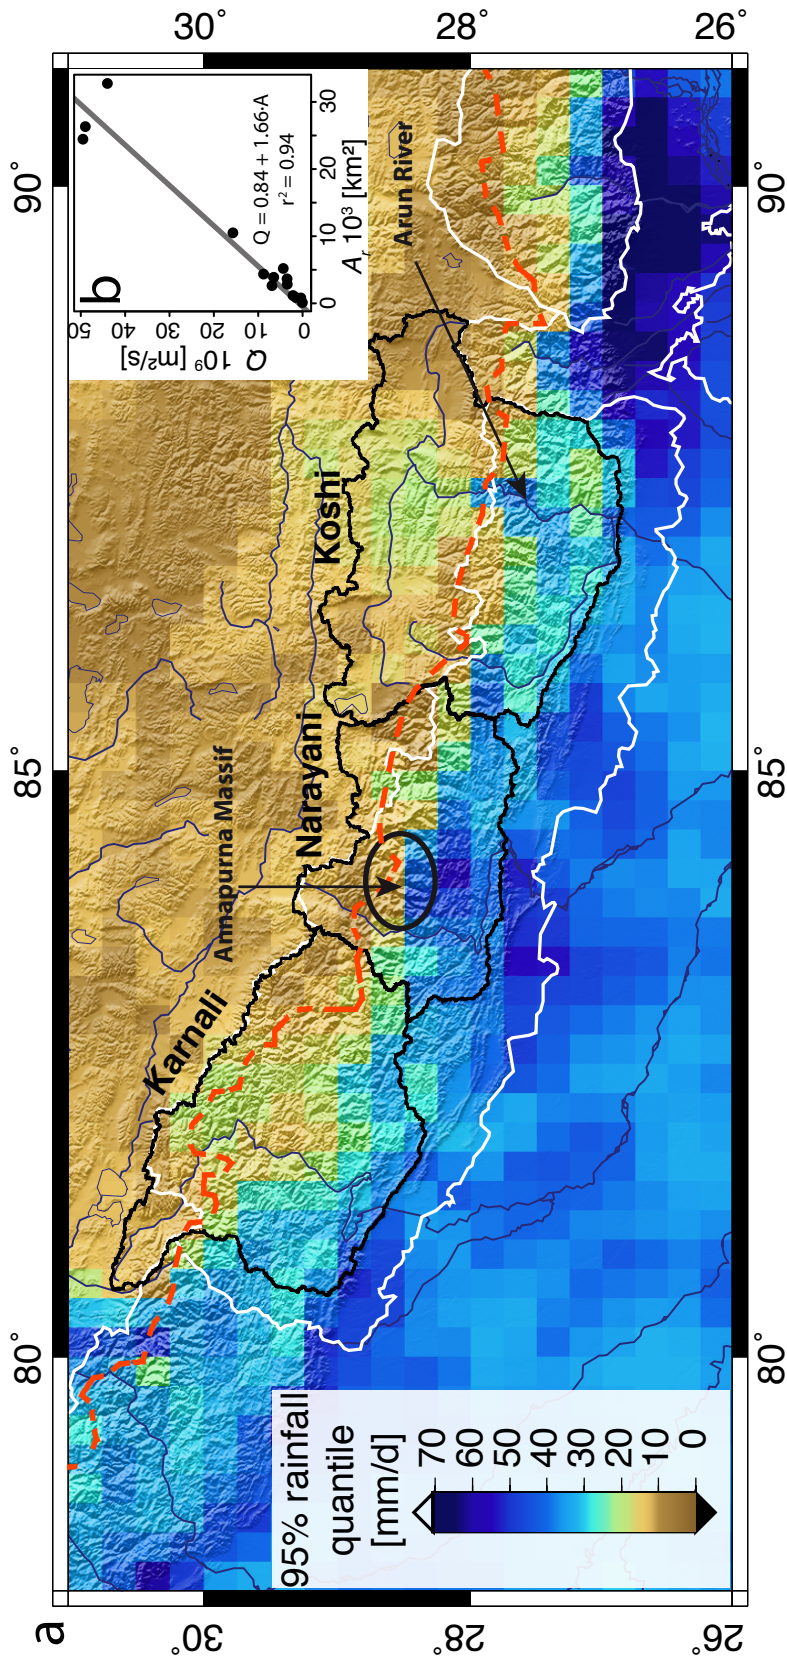 a
30°
28°
26°
30°
28°
26°
80°
85°
90°
80°
85°
90°
Karnali
Narayani
Koshi
Annapurna Massif
Arun River
95% rainfall
quantile
[mm/d]
70
60
50
40
30
20
10
0
b
Q 10⁹ [m²/s]
50
40
30
20
10
0
Q = 0.84 + 1.66·A
r² = 0.94
0
10
20
30
Aᵣ 10³ [km²]